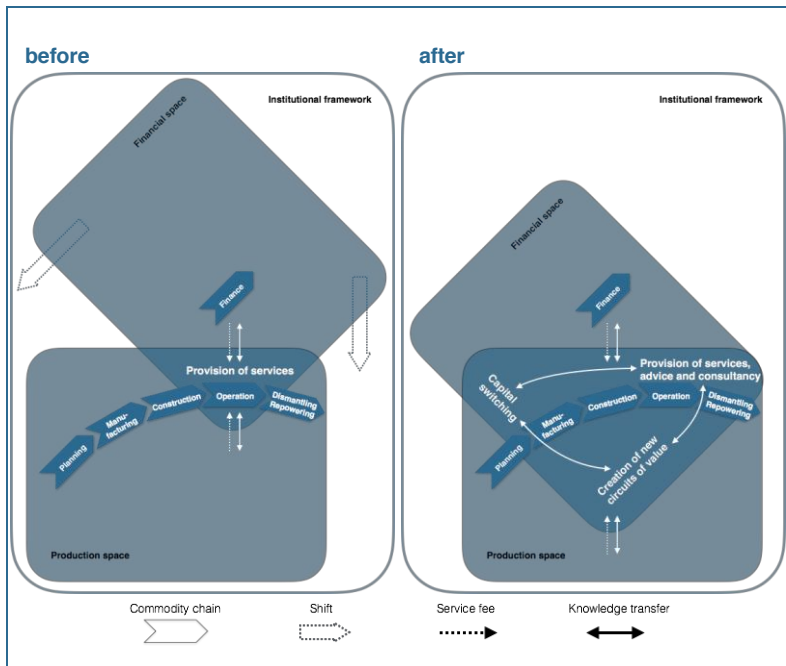 before
Institutional framework
Financial space
Finance
Provision of services
Planning
Manu-
facturing
Construction
Operation
Dismantling
Repowering
Production space
after
Institutional framework
Financial space
Finance
Provision of services,
advice and consultancy
Capital
switching
Planning
Manu-
facturing
Construction
Operation
Dismantling
Repowering
Creation of new
circuits of value
Production space
Commodity chain
Shift
Service fee
Knowledge transfer